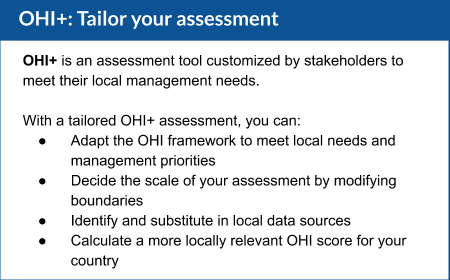 OHI+: Tailor your assessment
OHI+ is an assessment tool customized by stakeholders to
meet their local management needs.
With a tailored OHI+ assessment, you can:
● Adapt the OHI framework to meet local needs and
management priorities
● Decide the scale of your assessment by modifying
boundaries
● Identify and substitute in local data sources
● Calculate a more locally relevant OHI score for your
country